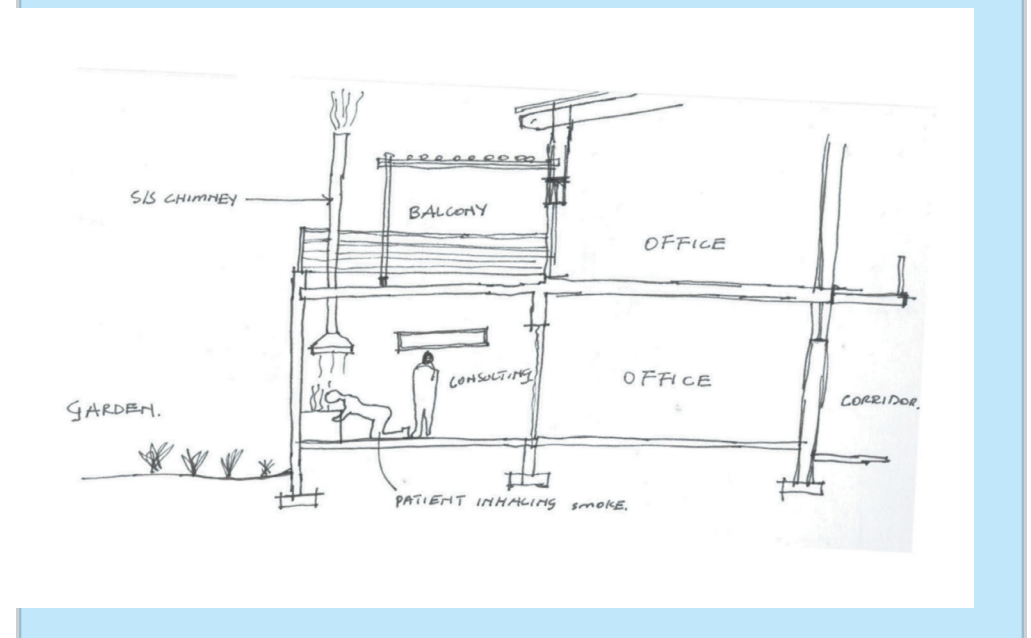 S/S CHIMNEY
BALCONY
OFFICE
CONSULTING
OFFICE
CORRIDOR.
GARDEN.
PATIENT INHALING SMOKE.